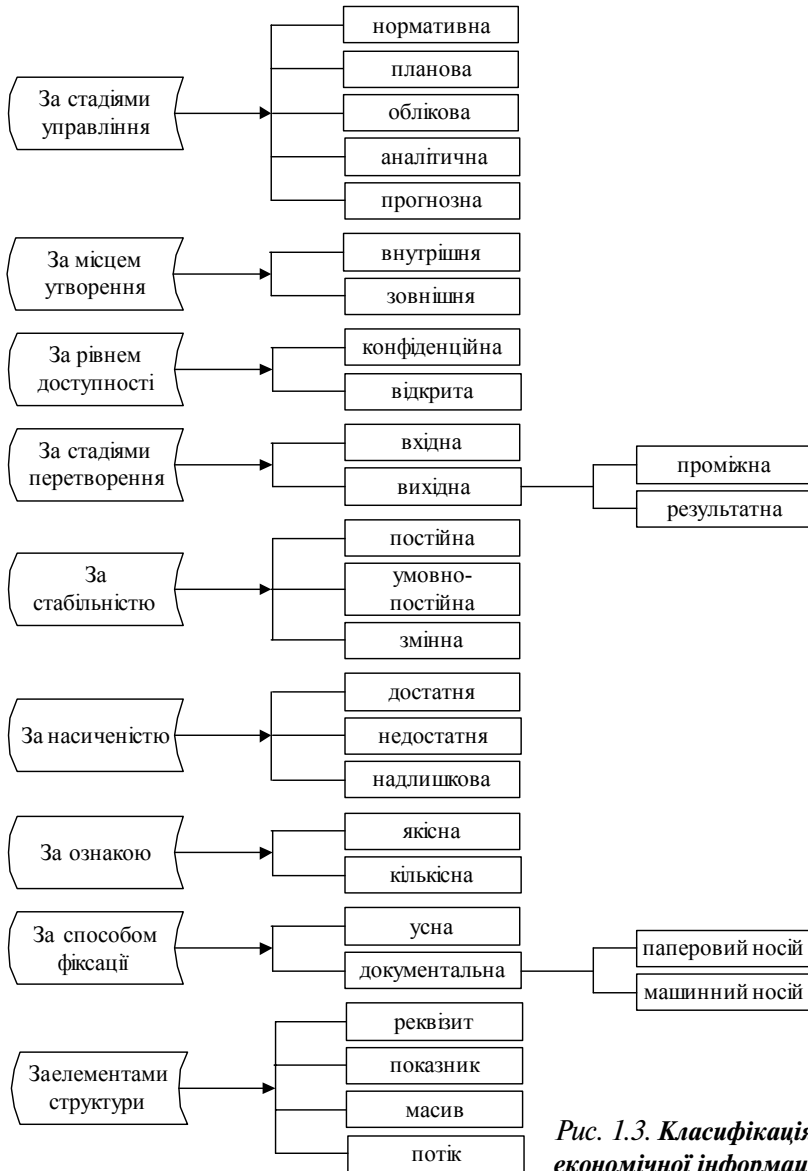 За стадіями
управління
нормативна
планова
облікова
аналітична
прогнозна
За місцем
утворення
внутрішня
зовнішня
За рівнем
доступності
конфіденційна
відкрита
За стадіями
перетворення
вхідна
вихідна
проміжна
результатна
За
стабільністю
постійна
умовно-
постійна
змінна
За насиченістю
достатня
недостатня
надлишкова
За ознакою
якісна
кількісна
За способом
фіксації
усна
документальна
паперовий носій
машинний носій
Заелементами
структури
реквізит
показник
масив
потік
Рис. 1.3. Класифікація
економічної інформац